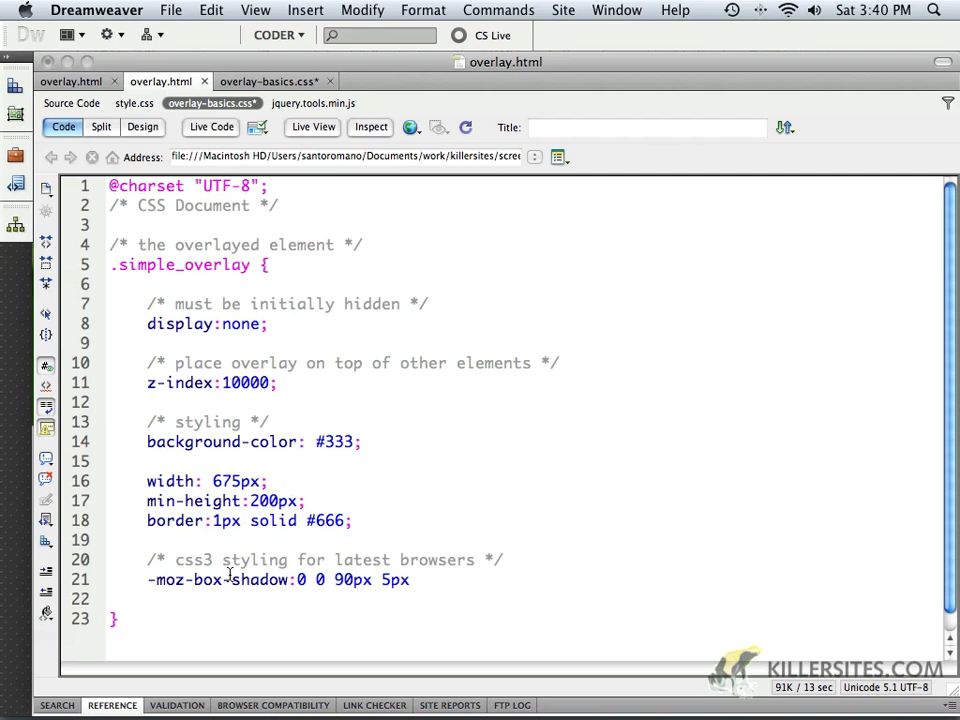 Dreamweaver File Edit View Insert Modify Format Commands Site Window Help Sat 3:40 PM
Dw CODER CS Live
overlay.html
overlay.html overlay.html overlay-basics.css*
Source Code style.css overlay-basics.css* jquery.tools.min.js
Code Split Design Live Code Live View Inspect Title:
Address: file:///Macintosh HD/Users/santoromano/Documents/work/killersites/scree
1 @charset "UTF-8";
2 /* CSS Document */
3
4 /* the overlayed element */
5 .simple_overlay {
6
7 /* must be initially hidden */
8 display:none;
9
10 /* place overlay on top of other elements */
11 z-index:10000;
12
13 /* styling */
14 background-color: #333;
15
16 width: 675px;
17 min-height:200px;
18 border:1px solid #666;
19
20 /* css3 styling for latest browsers */
21 -moz-box-shadow:0 0 90px 5px
22
23 }
KILLERSITES.COM
91K / 13 sec Unicode 5.1 UTF-8
SEARCH REFERENCE VALIDATION BROWSER COMPATIBILITY LINK CHECKER SITE REPORTS FTP LOG